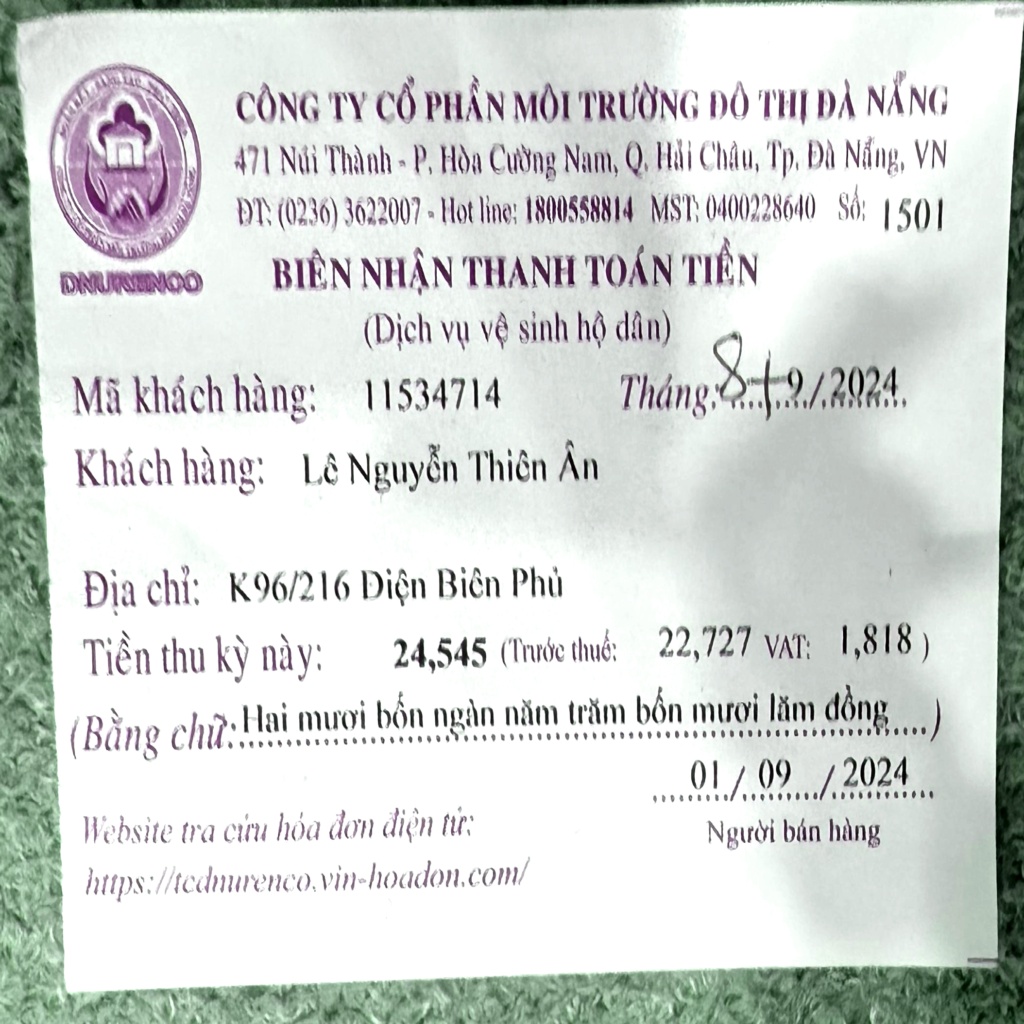 CÔNG TY CỔ PHẦN MÔI TRƯỜNG ĐÔ THỊ ĐÀ NẴNG
471 Núi Thành - P. Hòa Cường Nam, Q. Hải Châu, Tp. Đà Nẵng, VN
ĐT: (0236) 3622007 - Hot line: 1800558814 MST: 0400228640 Số: 1501
DNURENCO
BIÊN NHẬN THANH TOÁN TIỀN
(Dịch vụ vệ sinh hộ dân)
Mã khách hàng: 11534714 Tháng: 8+9/2024
Khách hàng: Lê Nguyễn Thiên Ân
Địa chỉ: K96/216 Điện Biên Phủ
Tiền thu kỳ này: 24,545 (Trước thuế: 22,727 VAT: 1,818 )
(Bằng chữ: Hai mươi bốn ngàn năm trăm bốn mươi lăm đồng )
01 / 09 / 2024
Người bán hàng
Website tra cứu hóa đơn điện tử:
https://tcdnurenco.vin-hoadon.com/